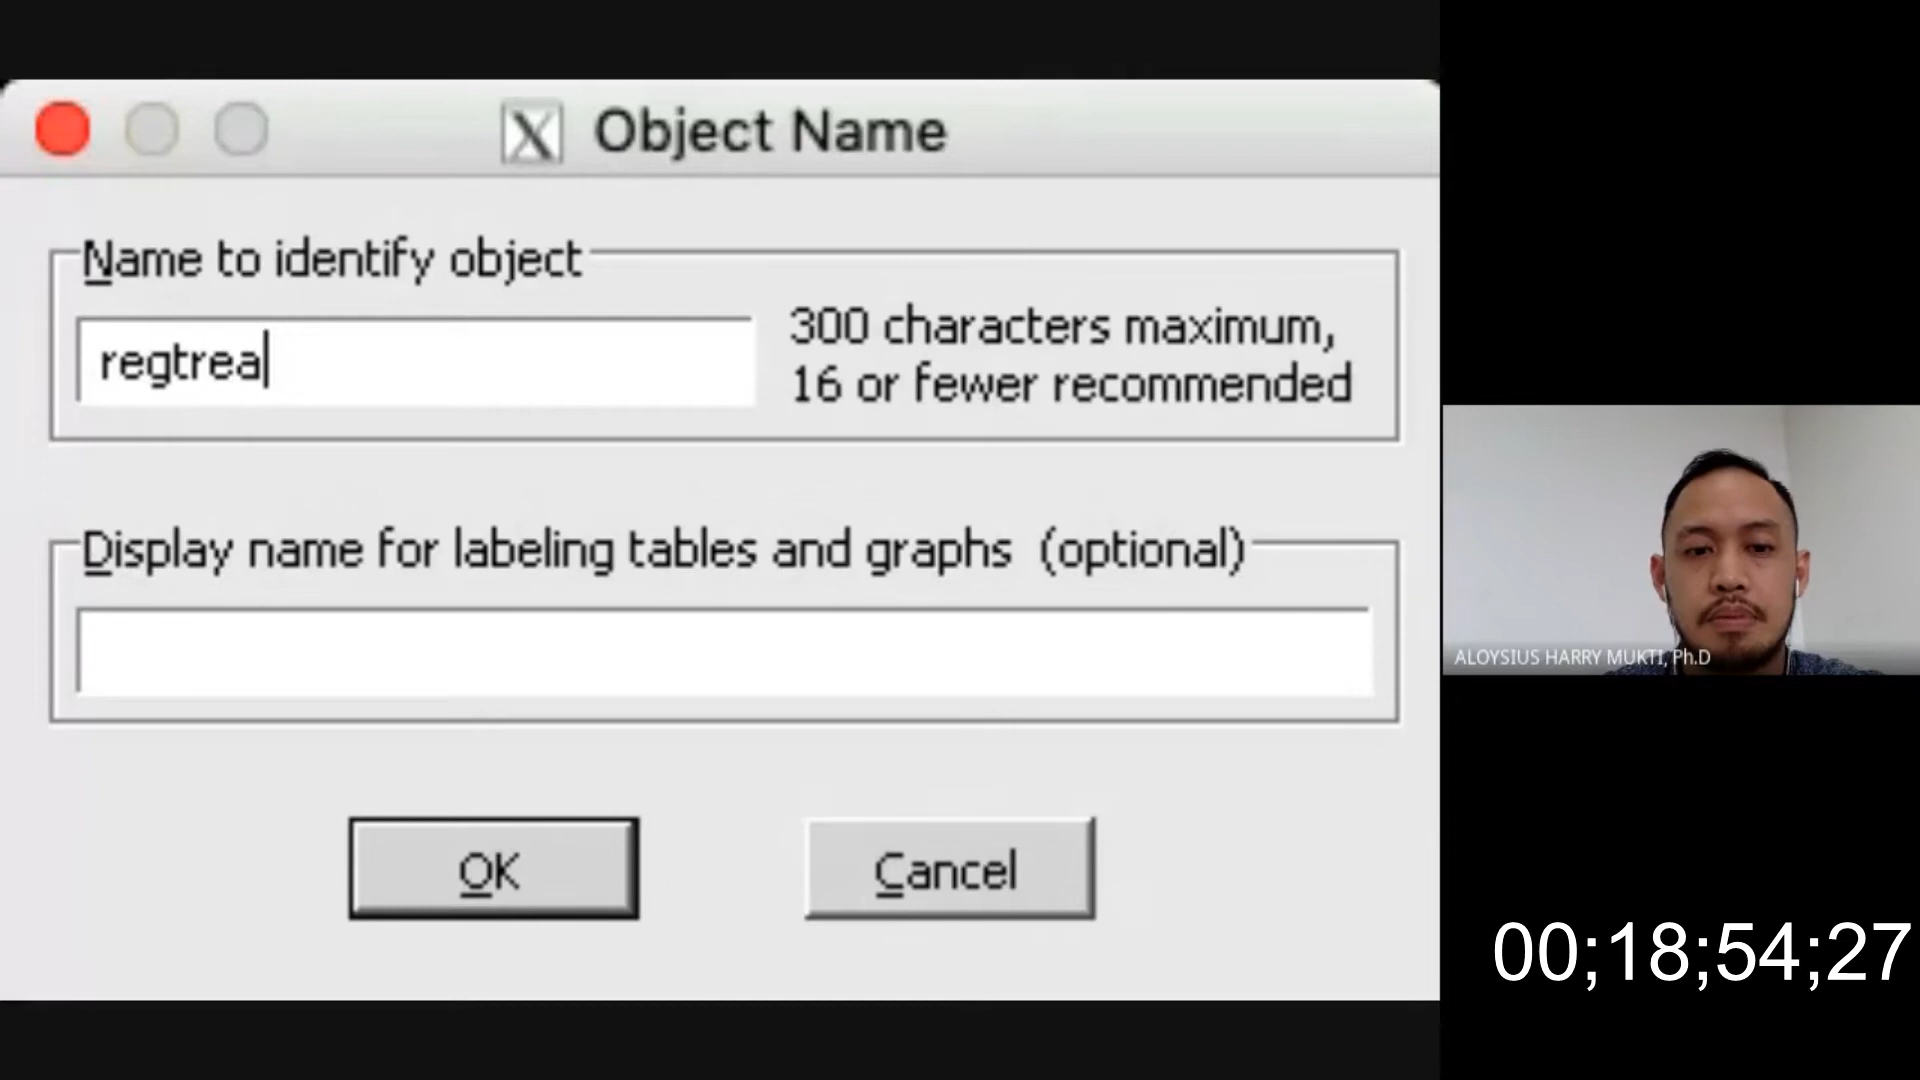 Object Name
Name to identify object
regtrea
300 characters maximum,
16 or fewer recommended
Display name for labeling tables and graphs (optional)
OK
Cancel
ALOYSIUS HARRY MUKTI, Ph.D
00;18;54;27